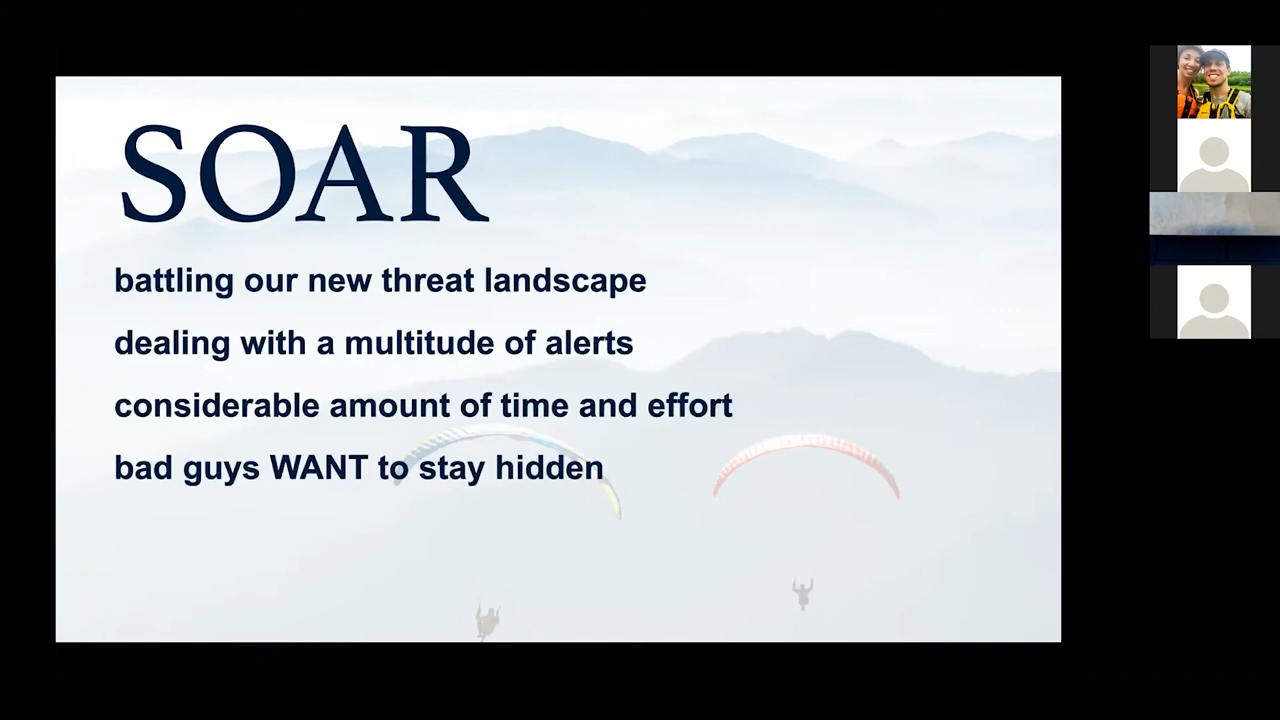 SOAR
battling our new threat landscape
dealing with a multitude of alerts
considerable amount of time and effort
bad guys WANT to stay hidden